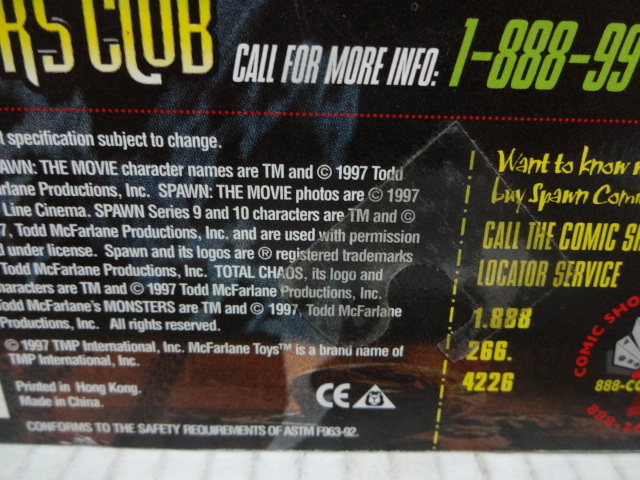 RS CLUB CALL FOR MORE INFO: 1-888-99
t specification subject to change.
AWN: THE MOVIE character names are TM and © 1997 Todd
arlane Productions, Inc. SPAWN: THE MOVIE photos are © 1997
Line Cinema. SPAWN Series 9 and 10 characters are TM and ©
7, Todd McFarlane Productions, Inc. and are used with permission
d under license. Spawn and its logos are ® registered trademarks
Todd McFarlane Productions, Inc. TOTAL CHAOS, its logo and
haracters are TM and © 1997 Todd McFarlane Productions, Inc.
Todd McFarlane's MONSTERS are TM and © 1997, Todd McFarlane
Productions, Inc. All rights reserved.
© 1997 TMP International, Inc. McFarlane Toys™ is a brand name of
TMP International, Inc.
Printed in Hong Kong.
Made in China.
CE
CONFORMS TO THE SAFETY REQUIREMENTS OF ASTM F963-92.
Want to know
buy Spawn Com
CALL THE COMIC S
LOCATOR SERVICE
1.888
266.
4226
COMIC SHO
888-CO
888-2